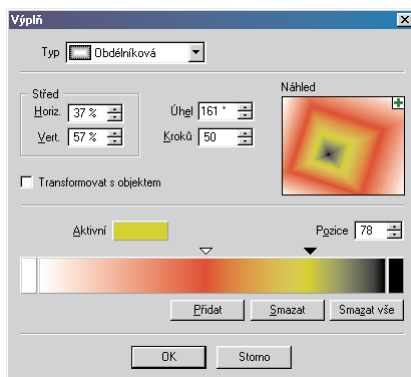 Výplň
Typ Obdélníková
Střed
Horiz. 37 %
Vert. 57 %
Úhel 161 °
Kroků 50
Náhled
Transformovat s objektem
Aktivní
Pozice 78
Přidat Smazat Smazat vše
OK Storno